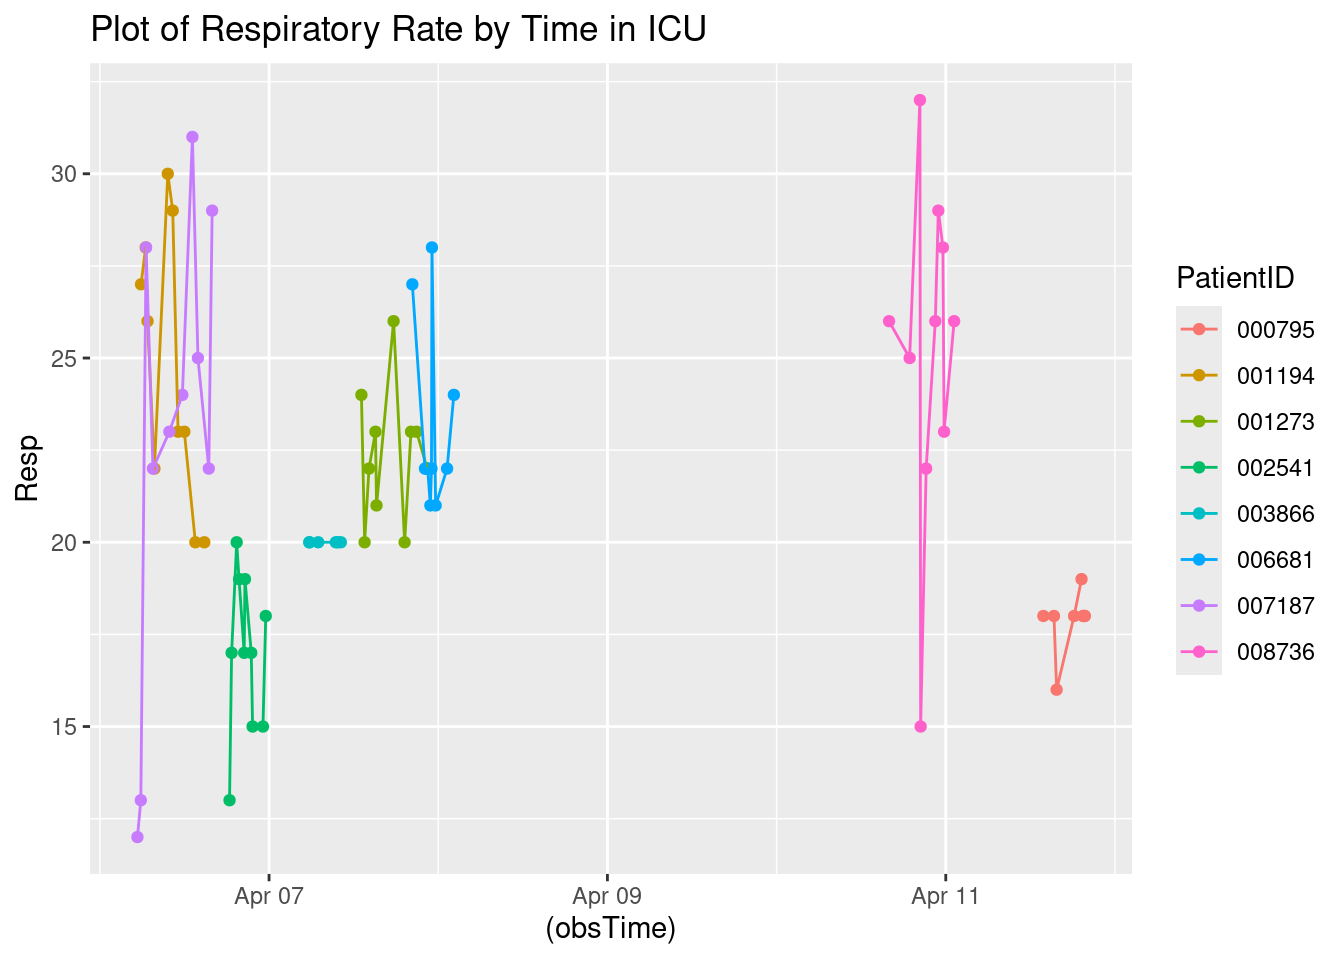 Plot of Respiratory Rate by Time in ICU
Resp
30
25
20
15
Apr 07
Apr 09
Apr 11
(obsTime)
PatientID
000795
001194
001273
002541
003866
006681
007187
008736